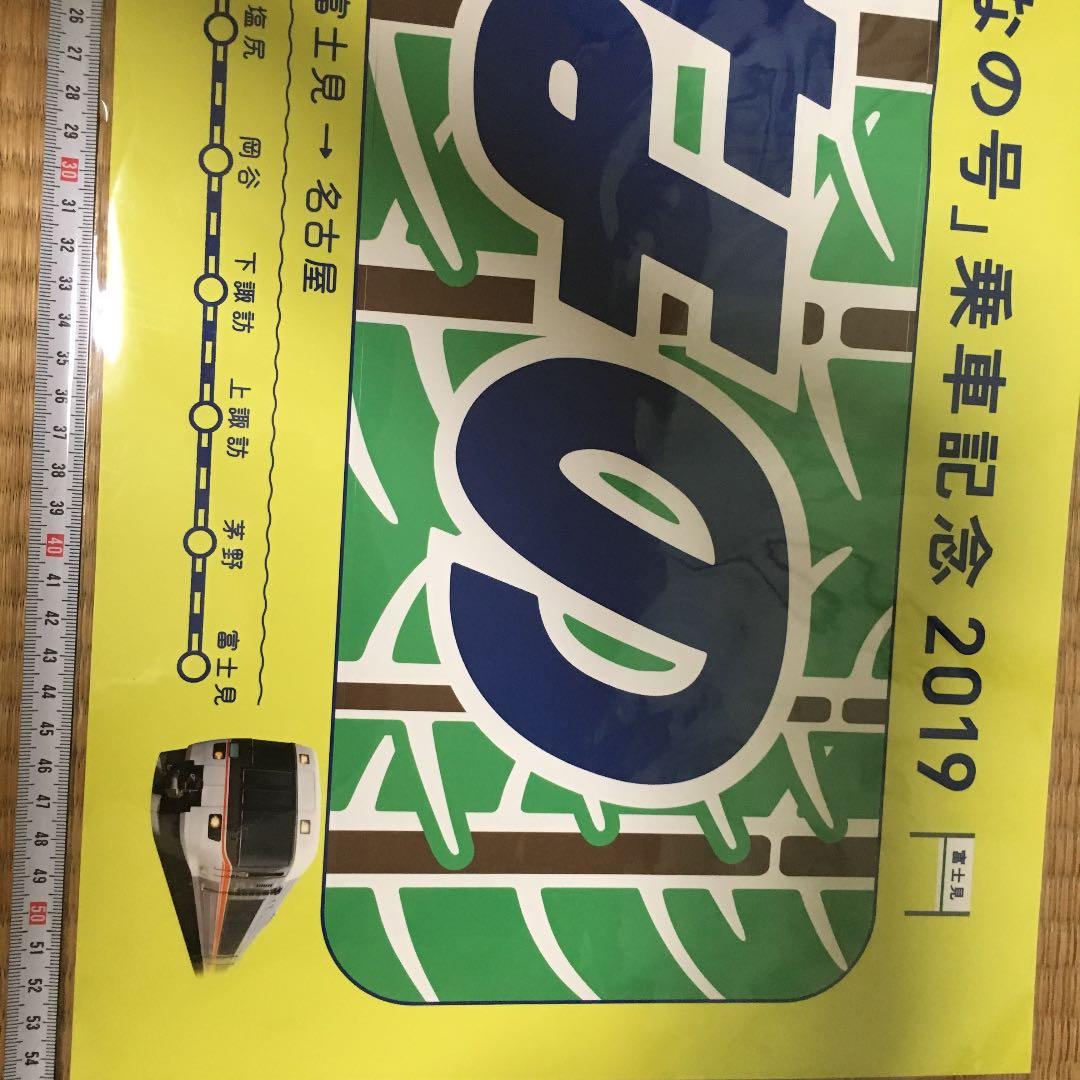 なの号」乗車記念 2019
富士見
の
富士見 → 名古屋
塩尻 岡谷 下諏訪 上諏訪 茅野 富士見
26 27 28 29 30 31 32 33 34 35 36 37 38 39 40 41 42 43 44 45 46 47 48 49 50 51 52 53 54